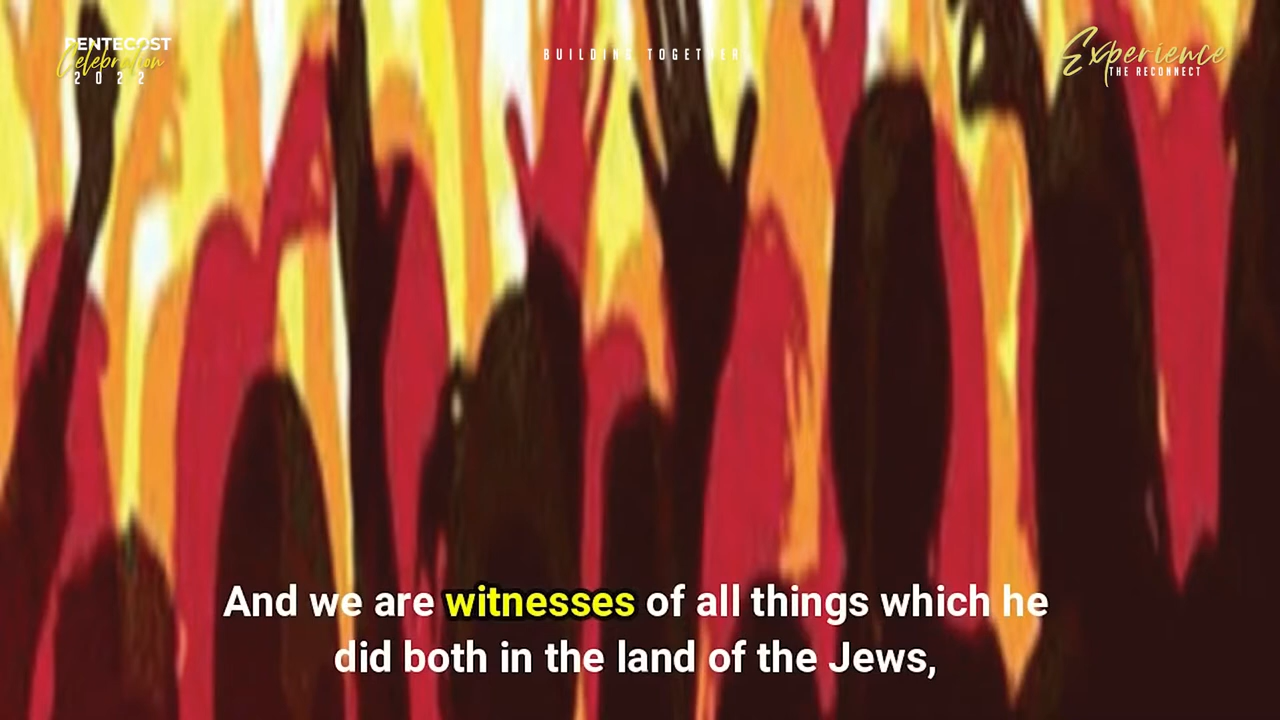 PENTECOST
Celebration
2022
BUILDING TOGETHER
Experience
THE RECONNECT
And we are witnesses of all things which he
did both in the land of the Jews,